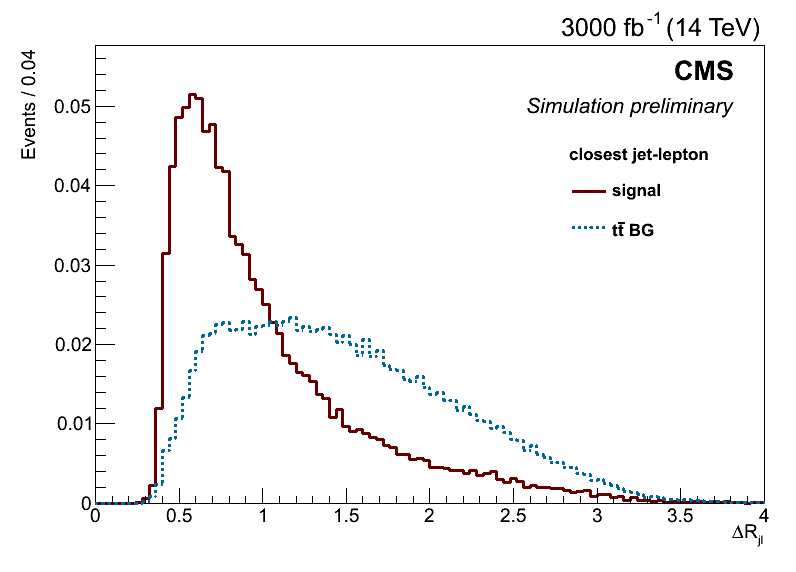 3000 fb⁻¹ (14 TeV)
Events / 0.04
CMS
Simulation preliminary
closest jet-lepton
signal
tt̄ BG
0.05
0.04
0.03
0.02
0.01
0
0 0.5 1 1.5 2 2.5 3 3.5 4
ΔR_jl